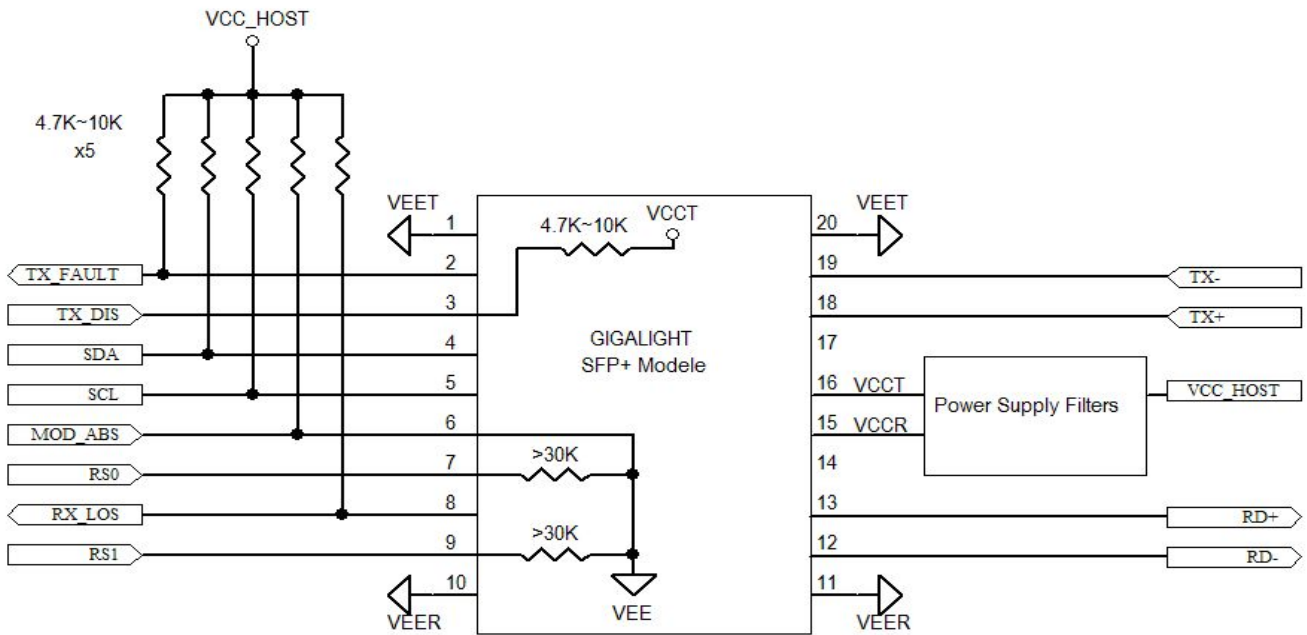 VCC_HOST
4.7K~10K
x5
VEET
1
4.7K~10K
VCCT
20
VEET
TX_FAULT
2
19
TX-
TX_DIS
3
18
TX+
SDA
4
GIGALIGHT
SFP+ Modele
17
SCL
5
16
VCCT
Power Supply Filters
VCC_HOST
MOD_ABS
6
15
VCCR
RS0
7
>30K
14
RX_LOS
8
13
RD+
RS1
9
>30K
12
RD-
10
VEER
VEE
11
VEER